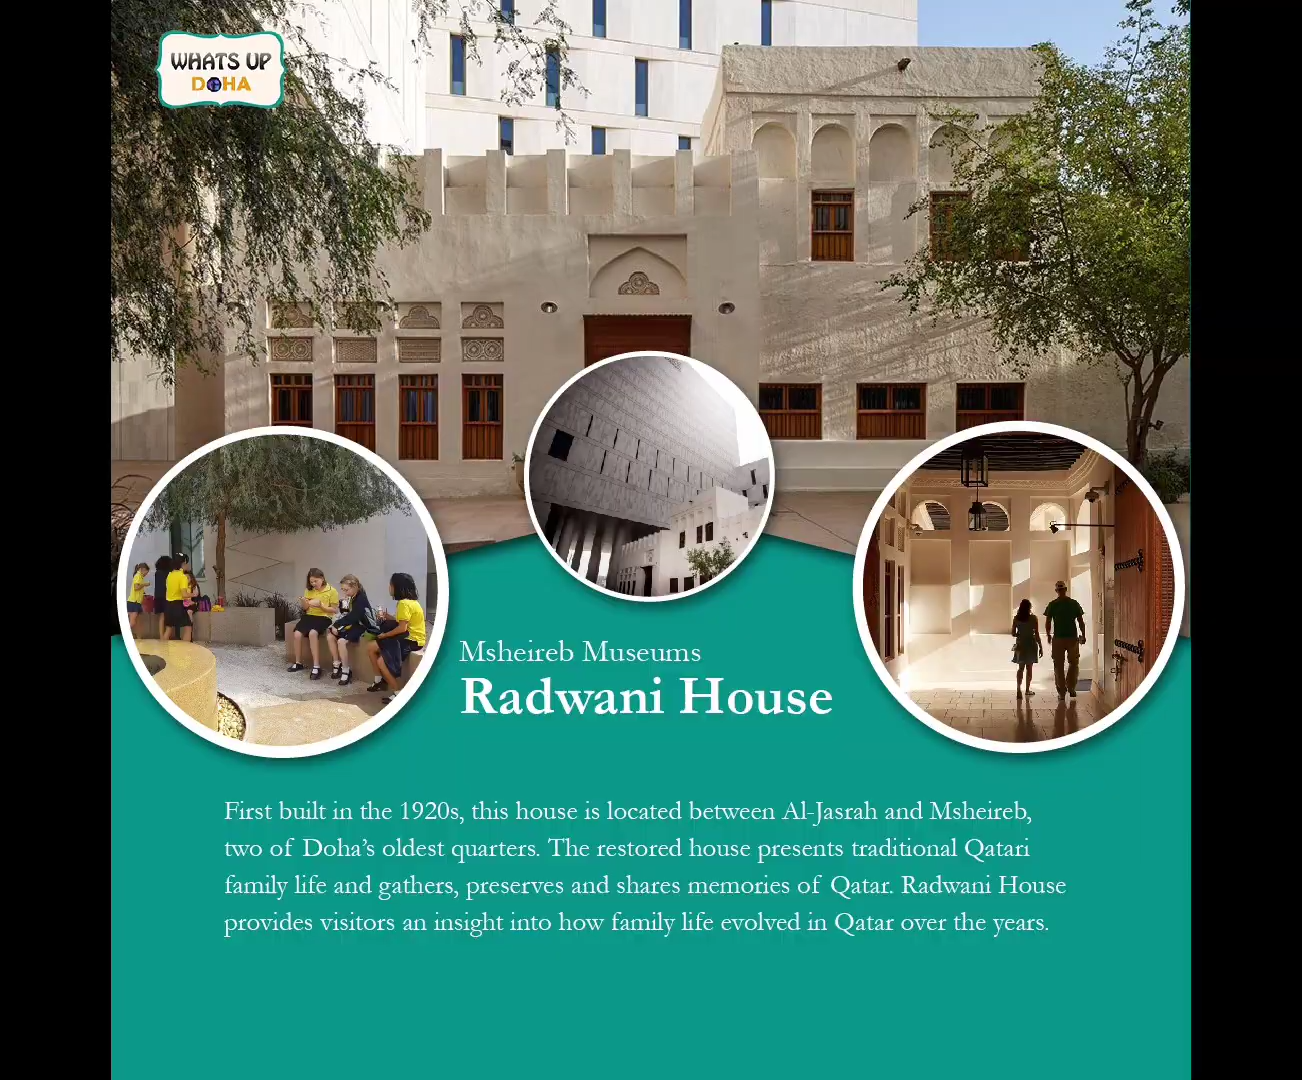 WHATS UP
DOHA
Msheireb Museums
Radwani House
First built in the 1920s, this house is located between Al-Jasrah and Msheireb,
two of Doha’s oldest quarters. The restored house presents traditional Qatari
family life and gathers, preserves and shares memories of Qatar. Radwani House
provides visitors an insight into how family life evolved in Qatar over the years.